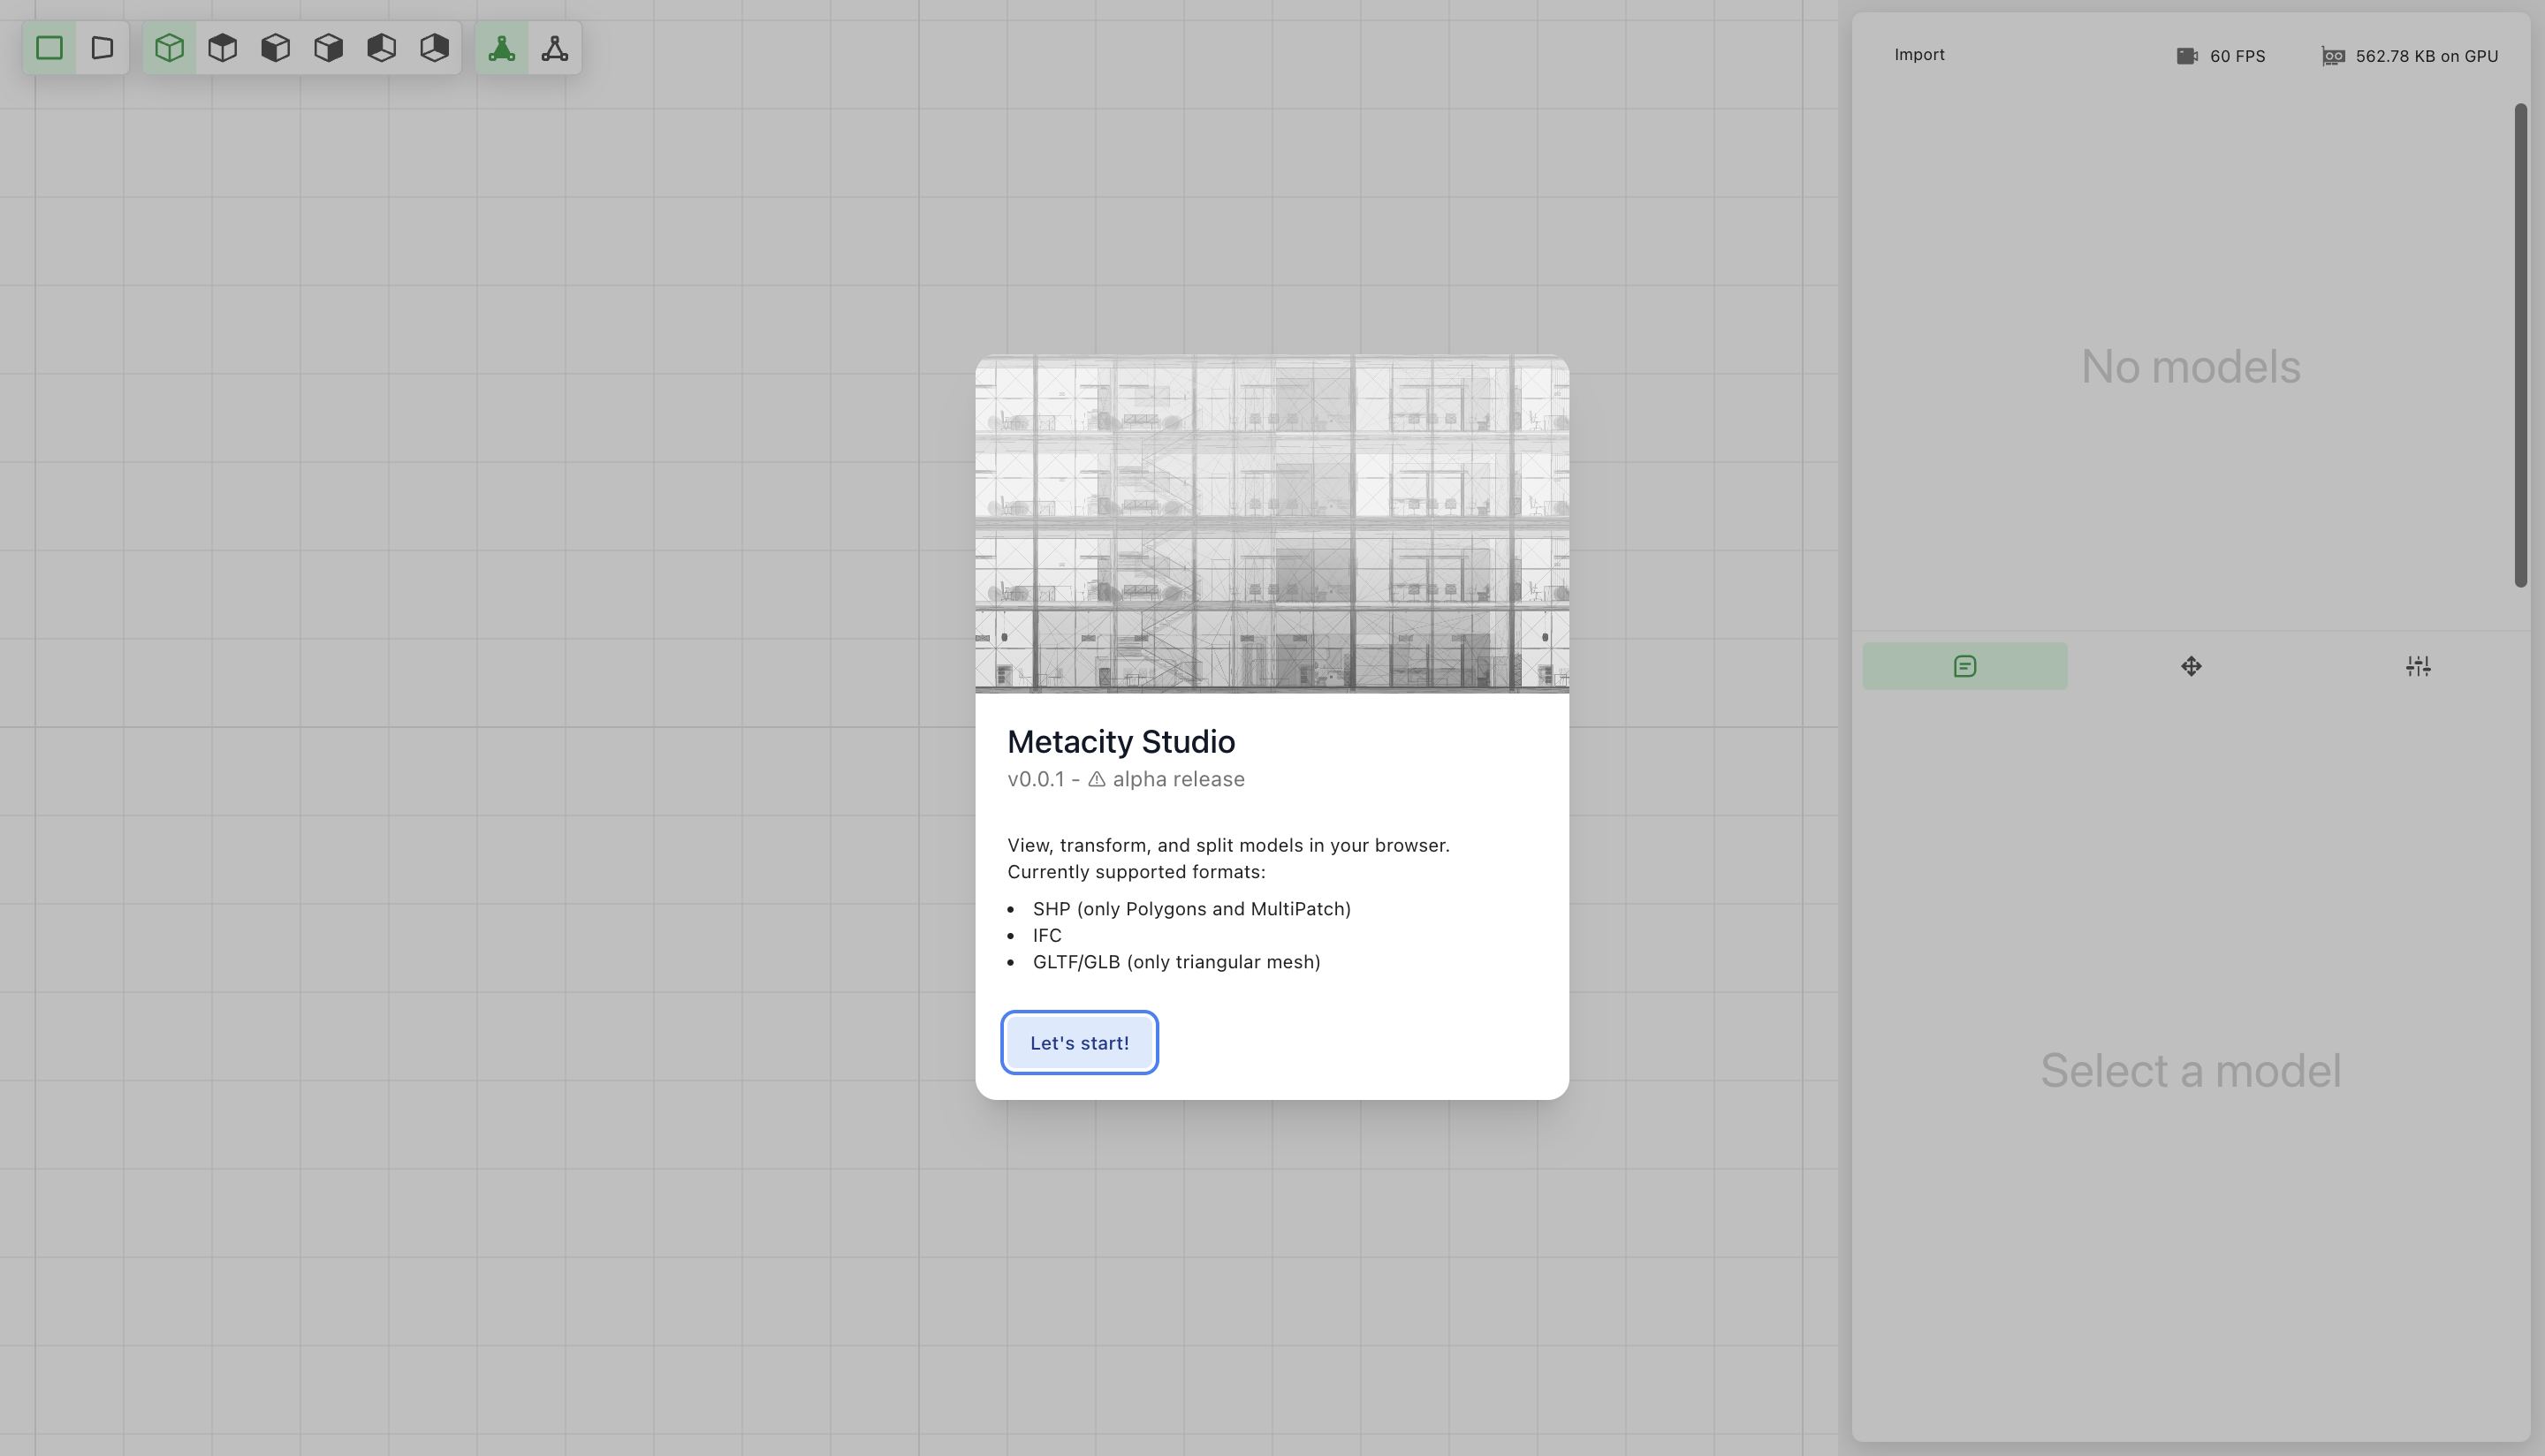 Import
60 FPS
562.78 KB on GPU
No models
Metacity Studio
v0.0.1 - ⚠ alpha release
View, transform, and split models in your browser.
Currently supported formats:
• SHP (only Polygons and MultiPatch)
• IFC
• GLTF/GLB (only triangular mesh)
Let's start!
Select a model